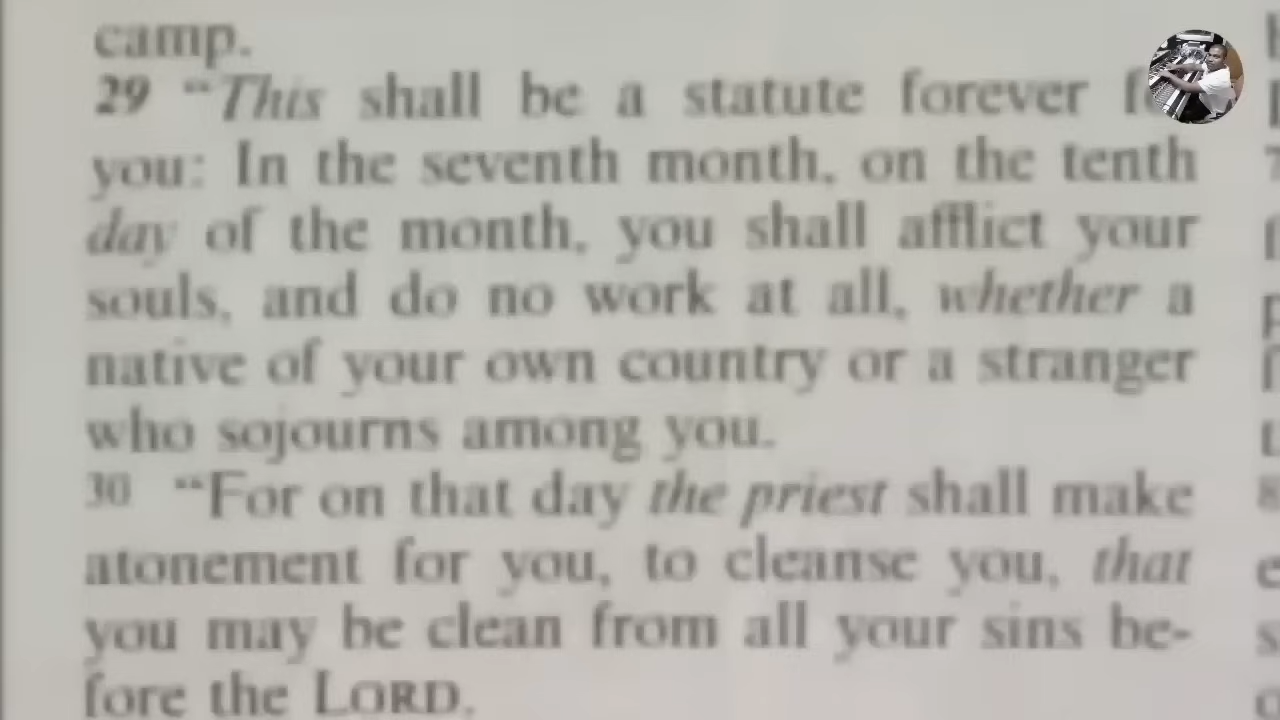 camp.
29 "This shall be a statute forever
you: In the seventh month, on the tenth
day of the month, you shall afflict your
souls, and do no work at all, whether a
native of your own country or a stranger
who sojourns among you.
30 "For on that day the priest shall make
atonement for you, to cleanse you, that
you may be clean from all your sins be-
fore the LORD.